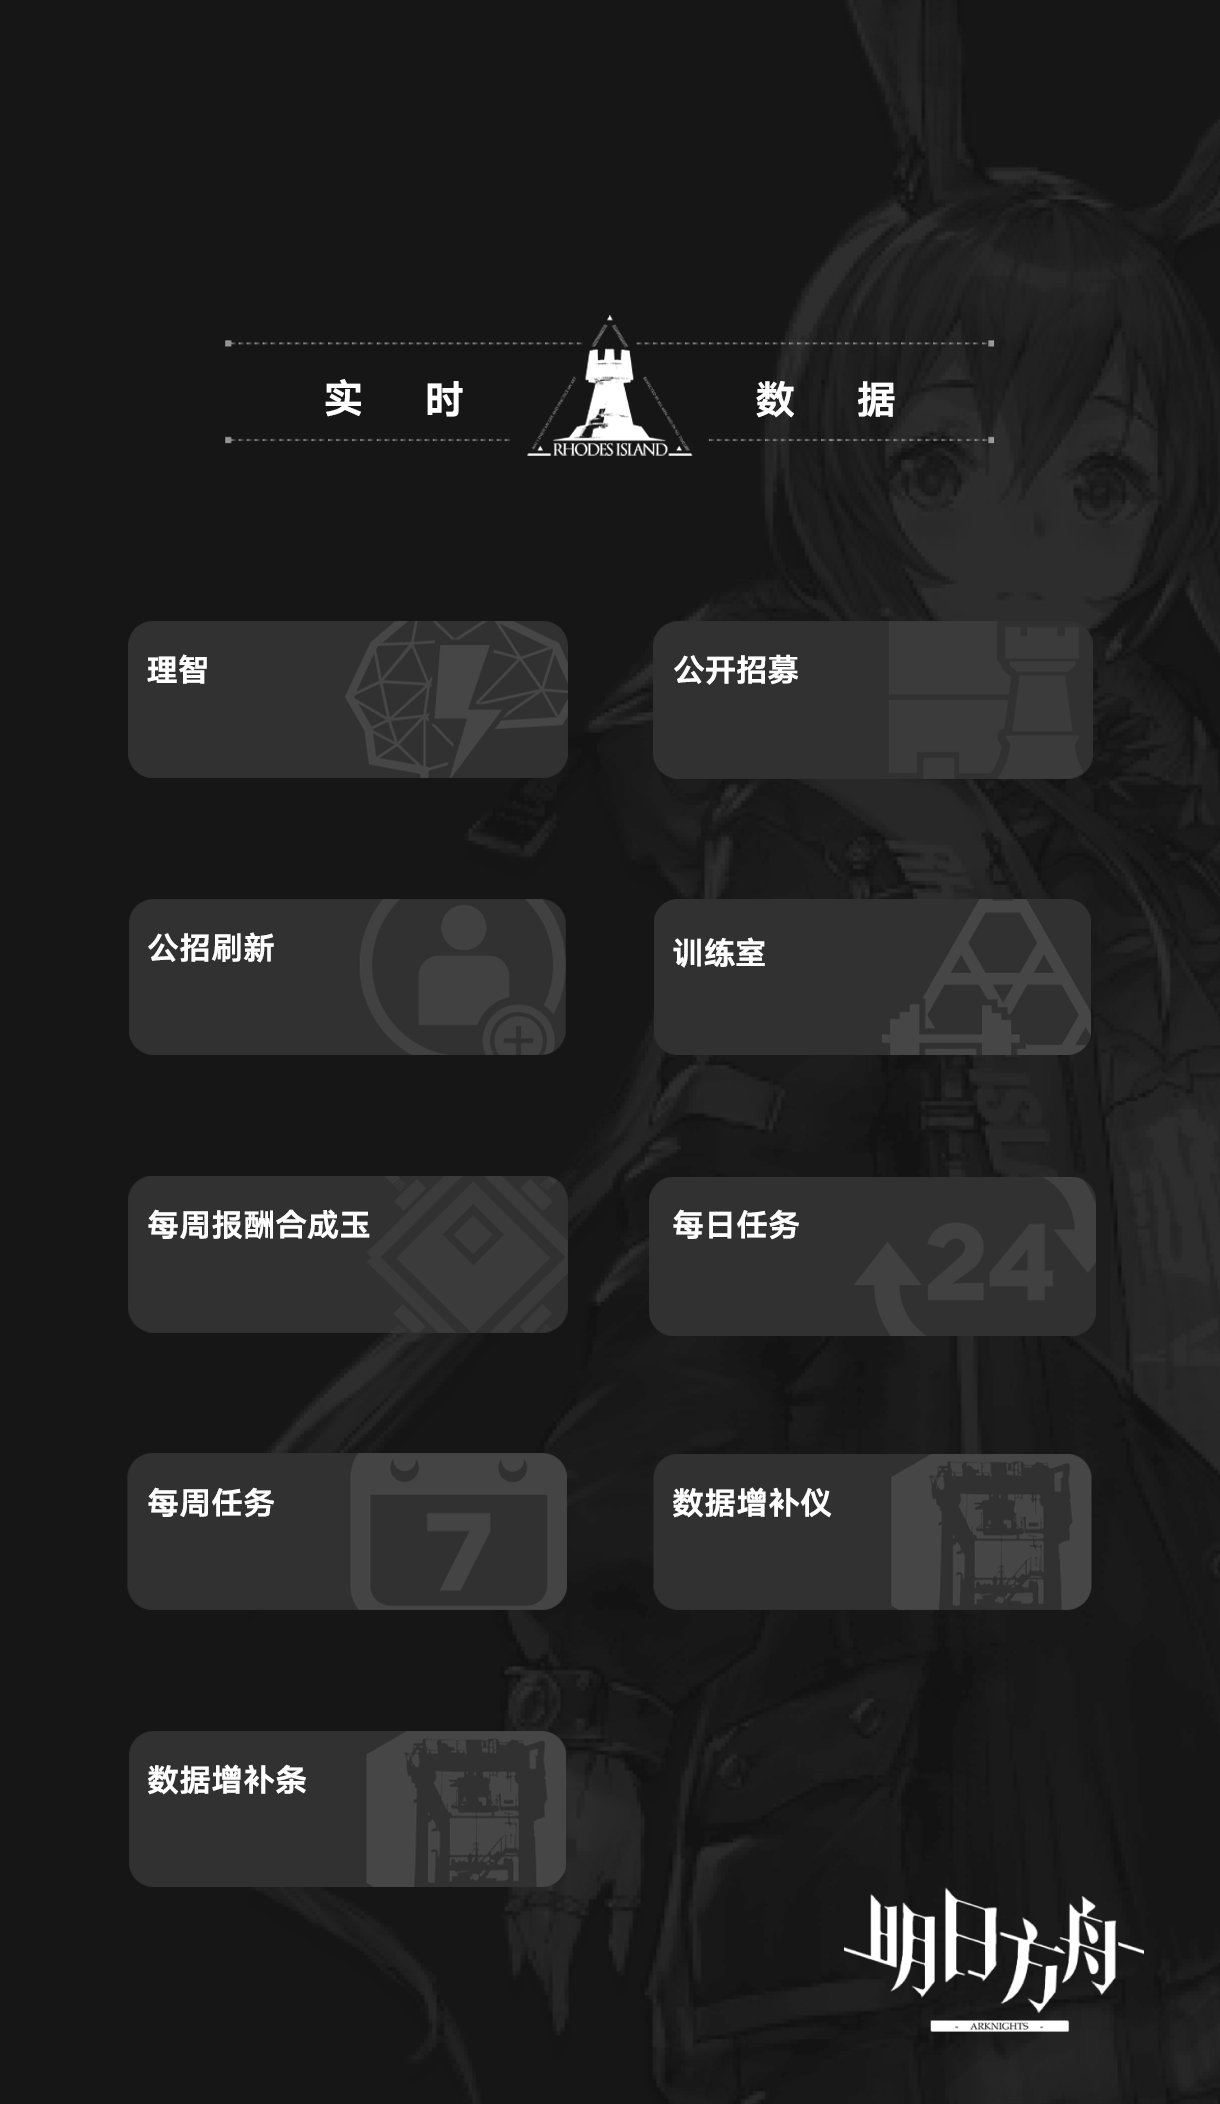 实时数据
RHODES ISLAND
理智
公开招募
公招刷新
训练室
每周报酬合成玉
每日任务
24
每周任务
7
数据增补仪
数据增补条
明日方舟
- ARKNIGHTS -